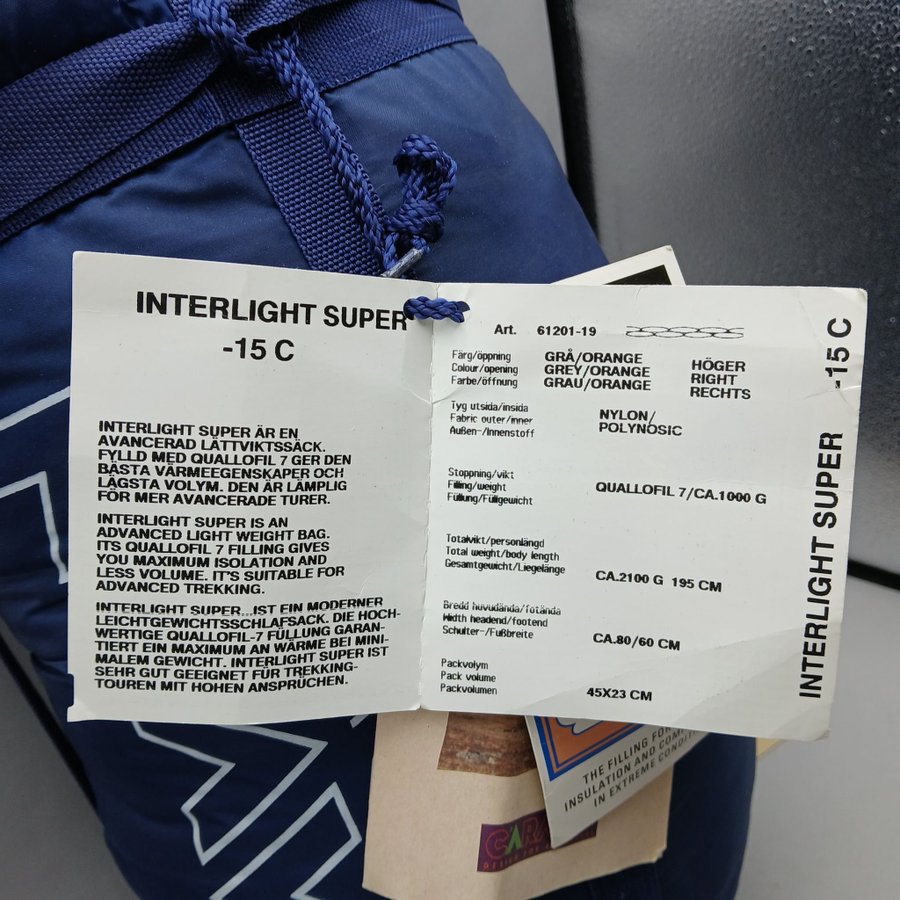 INTERLIGHT SUPER
-15 C
INTERLIGHT SUPER ÄR EN
AVANCERAD LÄTTVIKTSSÄCK.
FYLLD MED QUALLOFIL 7 GER DEN
BÄSTA VÄRMEEGENSKAPER OCH
LÄGSTA VOLYM. DEN ÄR LÄMPLIG
FÖR MER AVANCERADE TURER.
INTERLIGHT SUPER IS AN
ADVANCED LIGHT WEIGHT BAG.
ITS QUALLOFIL 7 FILLING GIVES
YOU MAXIMUM ISOLATION AND
LESS VOLUME. IT'S SUITABLE FOR
ADVANCED TREKKING.
INTERLIGHT SUPER...IST EIN MODERNER
LEICHTGEWICHTSSCHLAFSACK. DIE HOCH-
WERTIGE QUALLOFIL-7 FÜLLUNG GARAN-
TIERT EIN MAXIMUM AN WÄRME BEI MINI-
MALEM GEWICHT. INTERLIGHT SUPER IST
SEHR GUT GEEIGNET FÜR TREKKING-
TOUREN MIT HOHEN ANSPRÜCHEN.
Art. 61201-19
Färg/öppning GRÅ/ORANGE HÖGER
Colour/opening GREY/ORANGE RIGHT
Farbe/öffnung GRAU/ORANGE RECHTS
Tyg utsida/insida NYLON/
Fabric outer/inner POLYNOSIC
Außen-/Innenstoff
Stoppning/vikt
Filling/weight QUALLOFIL 7/CA.1000 G
Füllung/Füllgewicht
Totalvikt/personlängd
Total weight/body length
Gesamtgewicht/Liegelänge CA.2100 G 195 CM
Bredd huvudända/fotända
Width headend/footend
Schulter-/Fußbreite CA.80/60 CM
Packvolym
Pack volume
Packvolumen 45X23 CM
INTERLIGHT SUPER -15 C
THE FILLING FOR
INSULATION AND
IN EXTREME